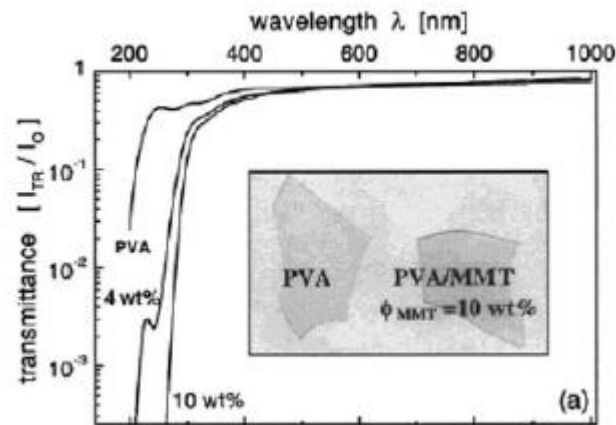 wavelength λ [nm]
200 400 600 800 1000
transmittance [ I_TR / I_O ]
1
10⁻¹
10⁻²
10⁻³
PVA
4 wt%
10 wt%
PVA
PVA/MMT
ϕ_MMT =10 wt%
(a)